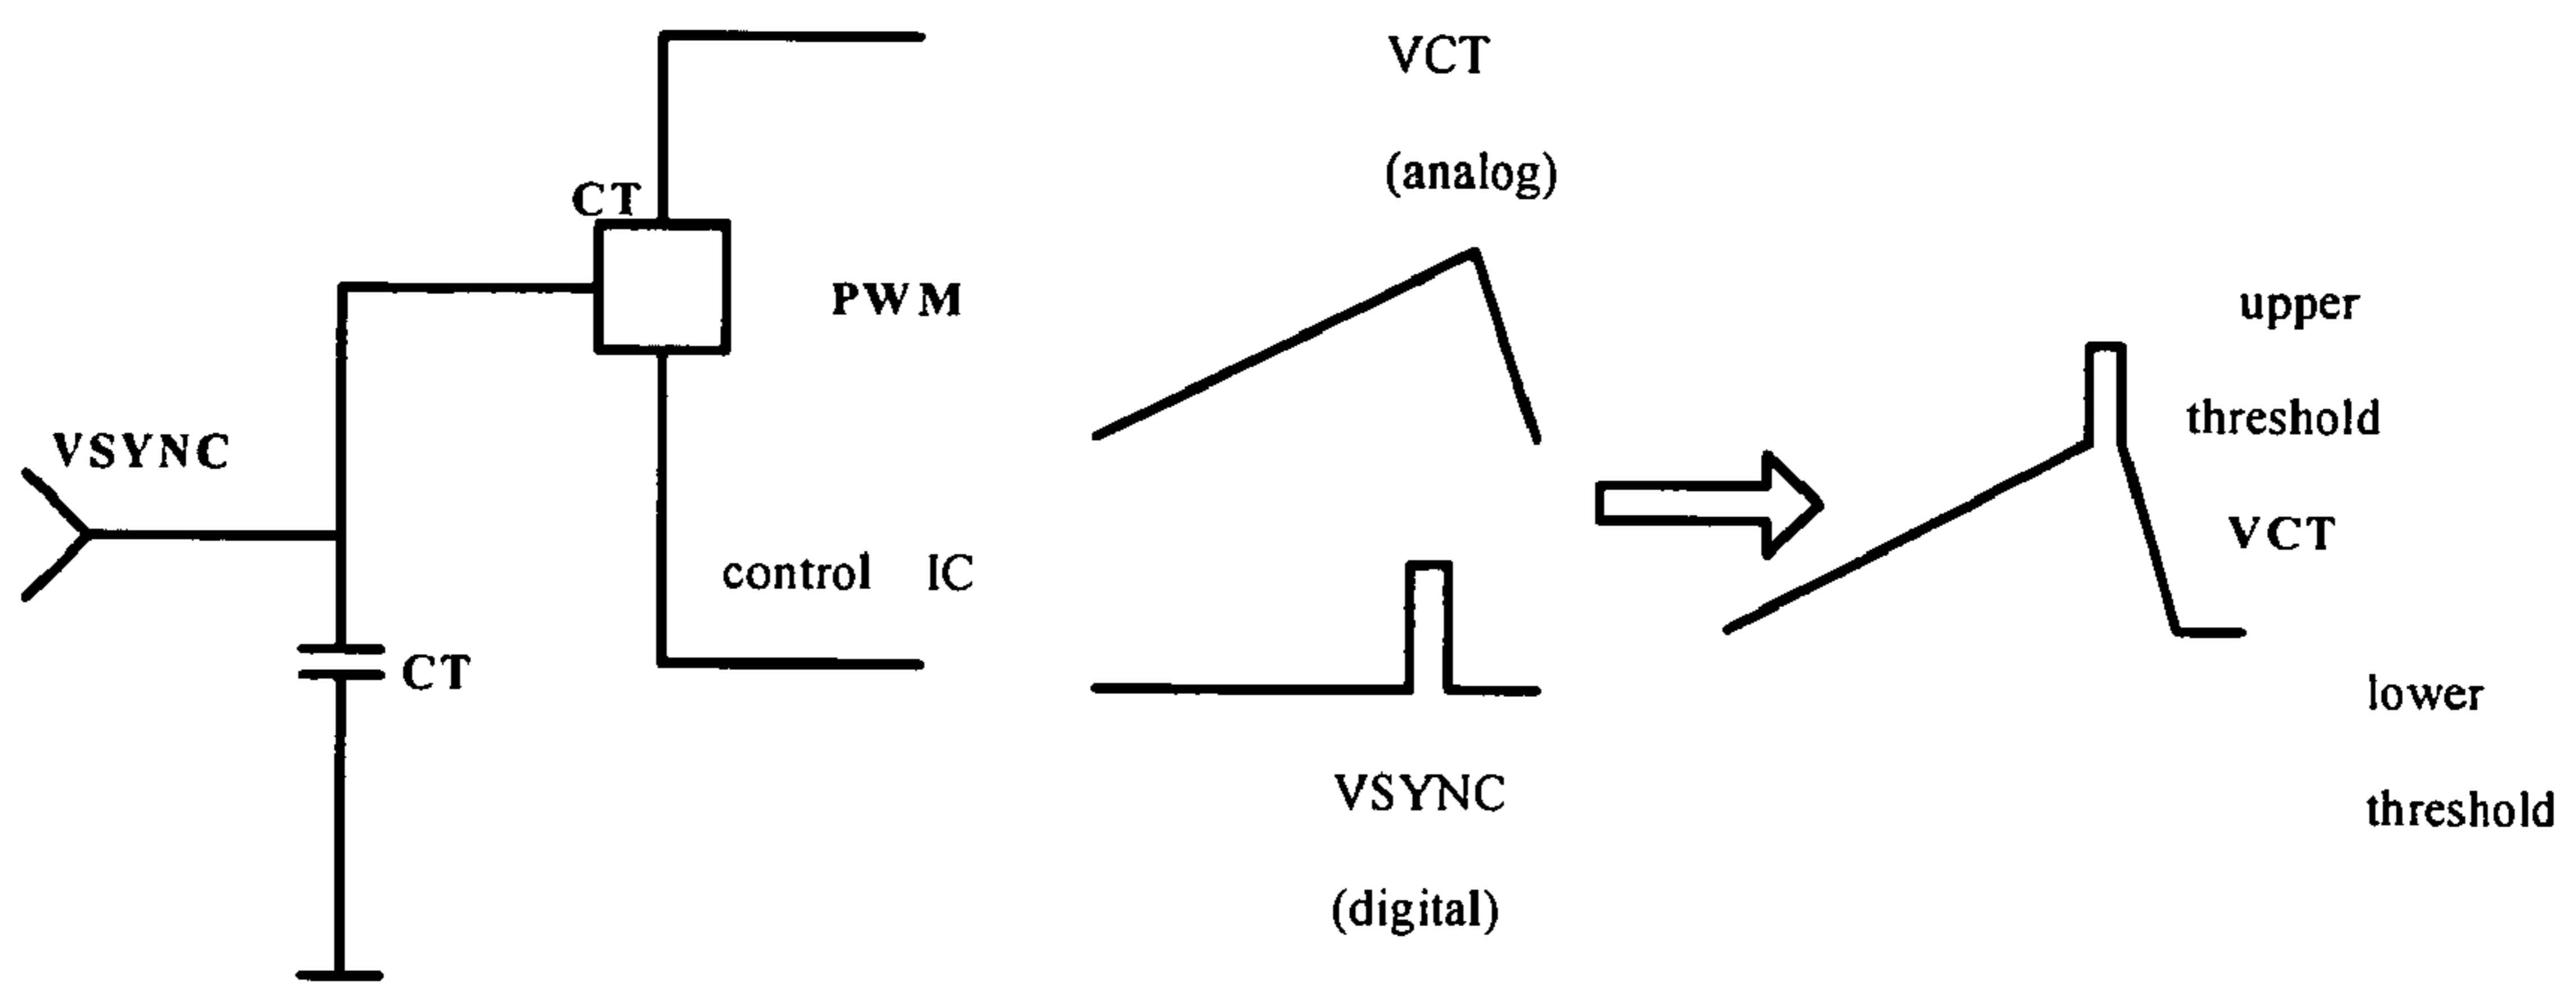 VCT
(analog)
CT
PWM
upper
threshold
VSYNC
VCT
control IC
CT
lower
threshold
VSYNC
(digital)